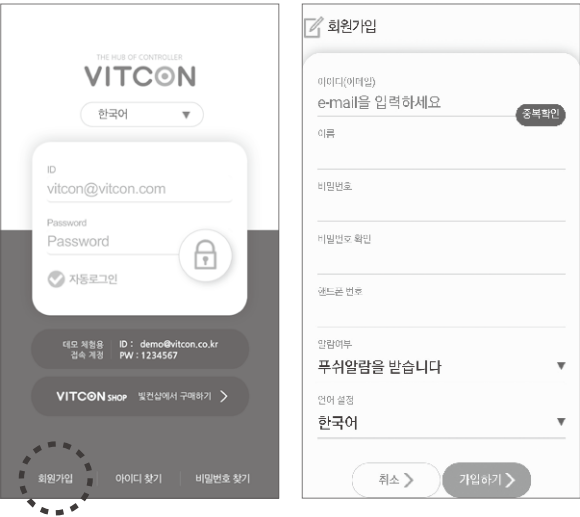 THE HUB OF CONTROLLER
VITCON
한국어 ▼
ID
vitcon@vitcon.com
Password
Password
자동로그인
데모 체험용 접속 계정
ID : demo@vitcon.co.kr
PW : 1234567
VITCON SHOP 빛컨샵에서 구매하기
회원가입 아이디 찾기 비밀번호 찾기
회원가입
아이디(이메일)
e-mail을 입력하세요
중복확인
이름
비밀번호
비밀번호 확인
핸드폰 번호
알람여부
푸쉬알람을 받습니다 ▼
언어 설정
한국어 ▼
취소 가입하기